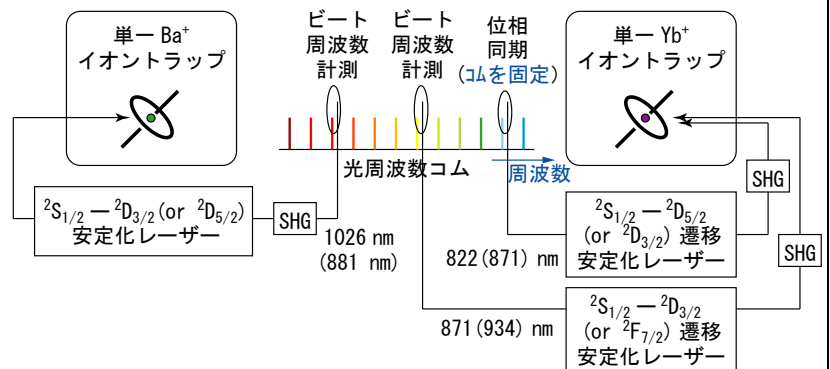 単一 Ba⁺
イオントラップ
ビート
周波数
計測
ビート
周波数
計測
位相
同期
(コムを固定)
単一 Yb⁺
イオントラップ
光周波数コム
周波数
²S₁/₂ — ²D₃/₂(or ²D₅/₂)
安定化レーザー
SHG
1026 nm
(881 nm)
822(871) nm
²S₁/₂ — ²D₅/₂
(or ²D₃/₂) 遷移
安定化レーザー
SHG
SHG
871(934) nm
²S₁/₂ — ²D₃/₂
(or ²F₇/₂) 遷移
安定化レーザー